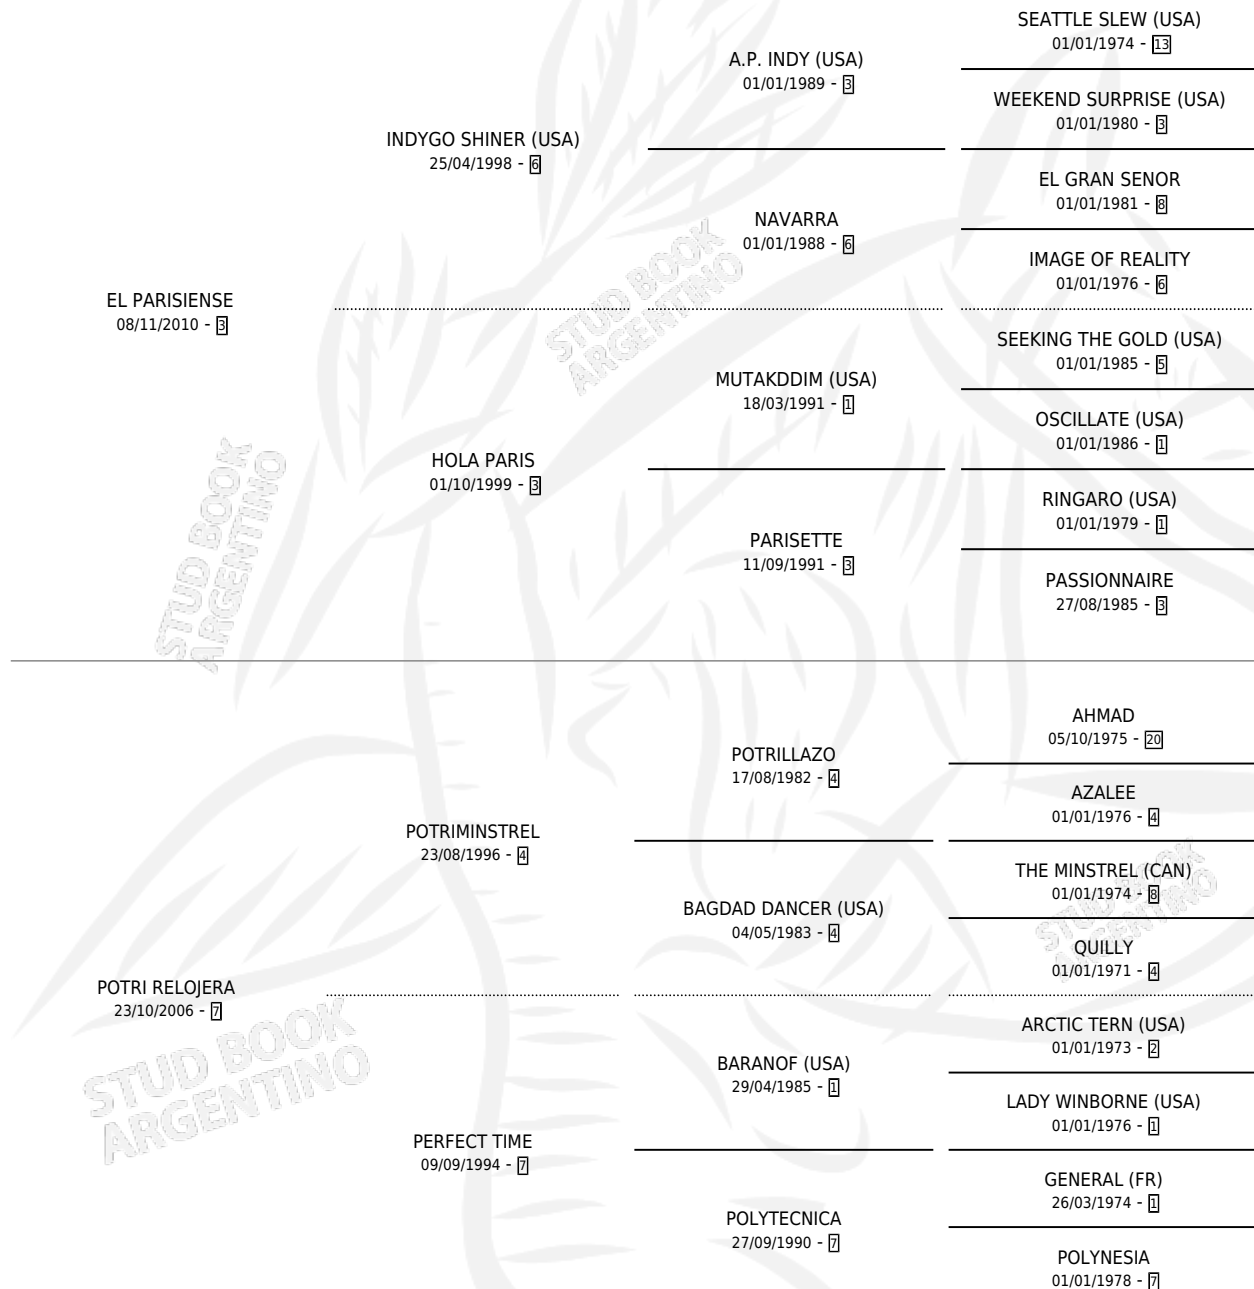 SEATTLE SLEW (USA)
01/01/1974 - 13
A.P. INDY (USA)
01/01/1989 - 3
WEEKEND SURPRISE (USA)
01/01/1980 - 3
INDYGO SHINER (USA)
25/04/1998 - 6
EL GRAN SENOR
01/01/1981 - 8
NAVARRA
01/01/1988 - 6
IMAGE OF REALITY
01/01/1976 - 6
EL PARISIENSE
08/11/2010 - 3
SEEKING THE GOLD (USA)
01/01/1985 - 5
MUTAKDDIM (USA)
18/03/1991 - 1
OSCILLATE (USA)
01/01/1986 - 1
HOLA PARIS
01/10/1999 - 3
RINGARO (USA)
01/01/1979 - 1
PARISETTE
11/09/1991 - 3
PASSIONNAIRE
27/08/1985 - 3
AHMAD
05/10/1975 - 20
POTRILLAZO
17/08/1982 - 4
AZALEE
01/01/1976 - 4
POTRIMINSTREL
23/08/1996 - 4
THE MINSTREL (CAN)
01/01/1974 - 8
BAGDAD DANCER (USA)
04/05/1983 - 4
QUILLY
01/01/1971 - 4
POTRI RELOJERA
23/10/2006 - 7
ARCTIC TERN (USA)
01/01/1973 - 2
BARANOF (USA)
29/04/1985 - 1
LADY WINBORNE (USA)
01/01/1976 - 1
PERFECT TIME
09/09/1994 - 7
GENERAL (FR)
26/03/1974 - 1
POLYTECNICA
27/09/1990 - 7
POLYNESIA
01/01/1978 - 7
STUD BOOK
ARGENTINO
STUD BOOK
ARGENTINO
STUD BOOK
ARGENTINO
STUD BOOK
ARGENTINO